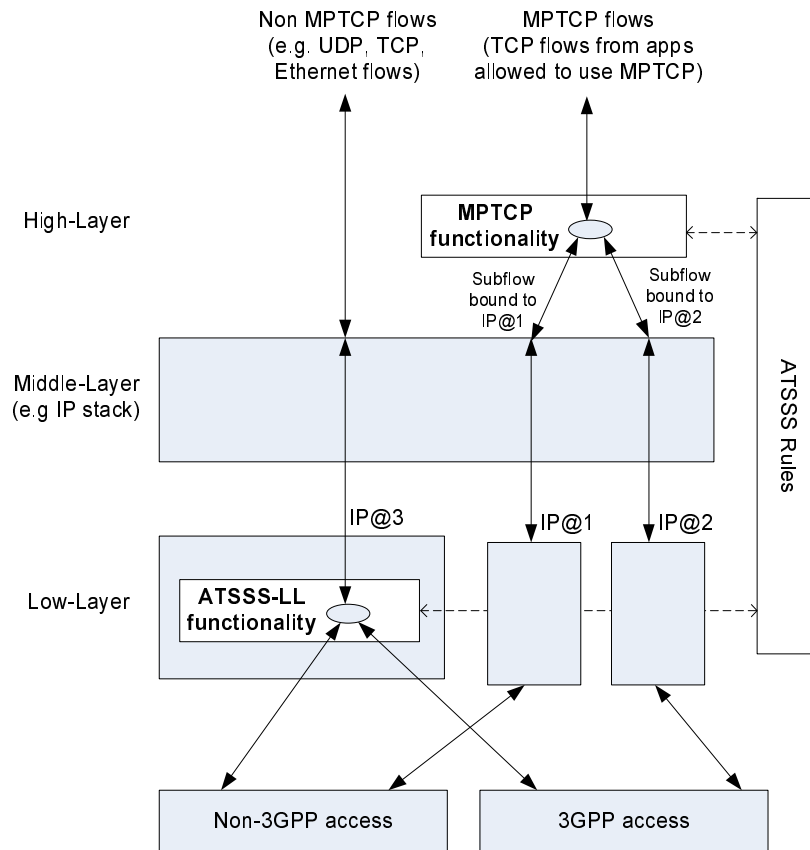 Non MPTCP flows
(e.g. UDP, TCP,
Ethernet flows)
MPTCP flows
(TCP flows from apps
allowed to use MPTCP)
High-Layer
MPTCP
functionality
Subflow
bound to
IP@1
Subflow
bound to
IP@2
ATSSS Rules
Middle-Layer
(e.g IP stack)
IP@3
IP@1
IP@2
Low-Layer
ATSSS-LL
functionality
Non-3GPP access
3GPP access